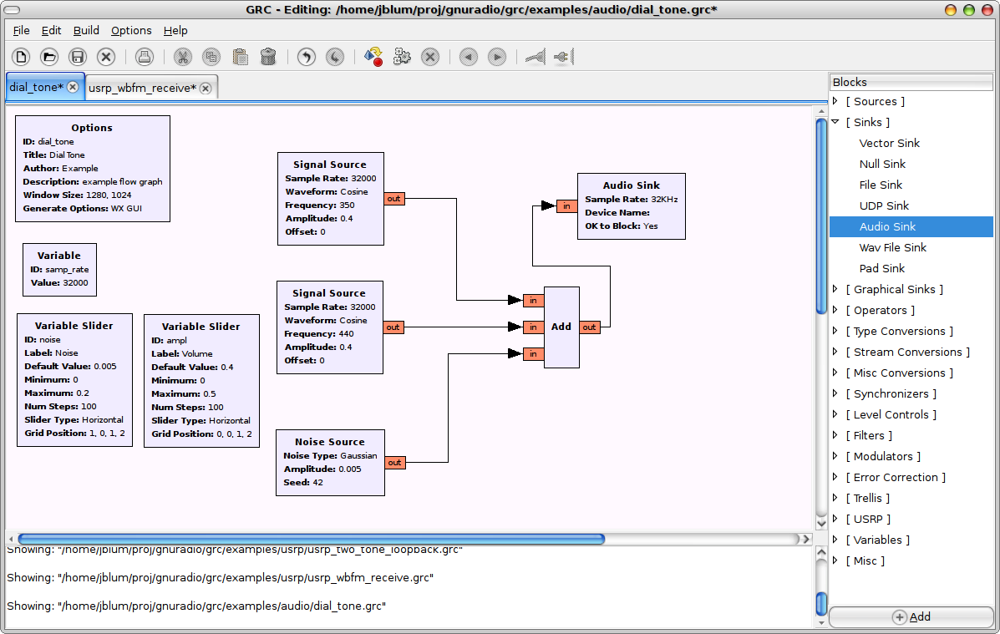 GRC - Editing: /home/jblum/proj/gnuradio/grc/examples/audio/dial_tone.grc*
File Edit Build Options Help
dial_tone* usrp_wbfm_receive*
Options
ID: dial_tone
Title: Dial Tone
Author: Example
Description: example flow graph
Window Size: 1280, 1024
Generate Options: WX GUI
Variable
ID: samp_rate
Value: 32000
Variable Slider
ID: noise
Label: Noise
Default Value: 0.005
Minimum: 0
Maximum: 0.2
Num Steps: 100
Slider Type: Horizontal
Grid Position: 1, 0, 1, 2
Variable Slider
ID: ampl
Label: Volume
Default Value: 0.4
Minimum: 0
Maximum: 0.5
Num Steps: 100
Slider Type: Horizontal
Grid Position: 0, 0, 1, 2
Signal Source
Sample Rate: 32000
Waveform: Cosine
Frequency: 350
Amplitude: 0.4
Offset: 0
out
Signal Source
Sample Rate: 32000
Waveform: Cosine
Frequency: 440
Amplitude: 0.4
Offset: 0
out
Noise Source
Noise Type: Gaussian
Amplitude: 0.005
Seed: 42
out
in
in
in
Add
out
in
Audio Sink
Sample Rate: 32KHz
Device Name:
OK to Block: Yes
Showing: "/home/jblum/proj/gnuradio/grc/examples/usrp/usrp_two_tone_loopback.grc"
Showing: "/home/jblum/proj/gnuradio/grc/examples/usrp/usrp_wbfm_receive.grc"
Showing: "/home/jblum/proj/gnuradio/grc/examples/audio/dial_tone.grc"
Blocks
[ Sources ]
[ Sinks ]
Vector Sink
Null Sink
File Sink
UDP Sink
Audio Sink
Wav File Sink
Pad Sink
[ Graphical Sinks ]
[ Operators ]
[ Type Conversions ]
[ Stream Conversions ]
[ Misc Conversions ]
[ Synchronizers ]
[ Level Controls ]
[ Filters ]
[ Modulators ]
[ Error Correction ]
[ Trellis ]
[ USRP ]
[ Variables ]
[ Misc ]
Add